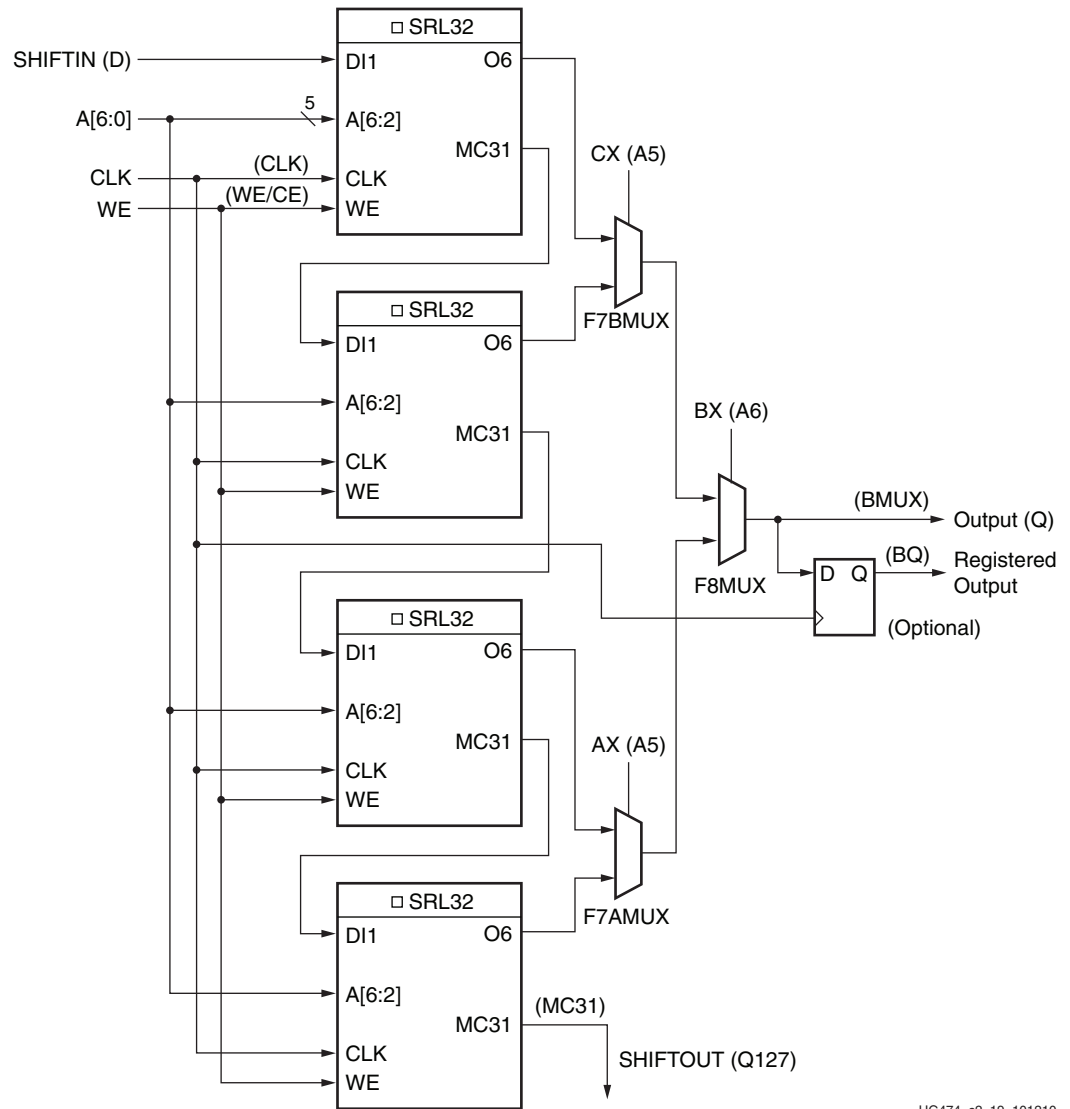 □ SRL32
SHIFTIN (D)
DI1
O6
A[6:0]
5
A[6:2]
MC31
CX (A5)
CLK
(CLK)
CLK
WE
(WE/CE)
WE
F7BMUX
□ SRL32
DI1
O6
A[6:2]
MC31
CLK
WE
BX (A6)
(BMUX)
Output (Q)
F8MUX
D Q
(BQ)
Registered
Output
(Optional)
□ SRL32
DI1
O6
A[6:2]
MC31
CLK
WE
AX (A5)
F7AMUX
□ SRL32
DI1
O6
A[6:2]
MC31
(MC31)
CLK
WE
SHIFTOUT (Q127)